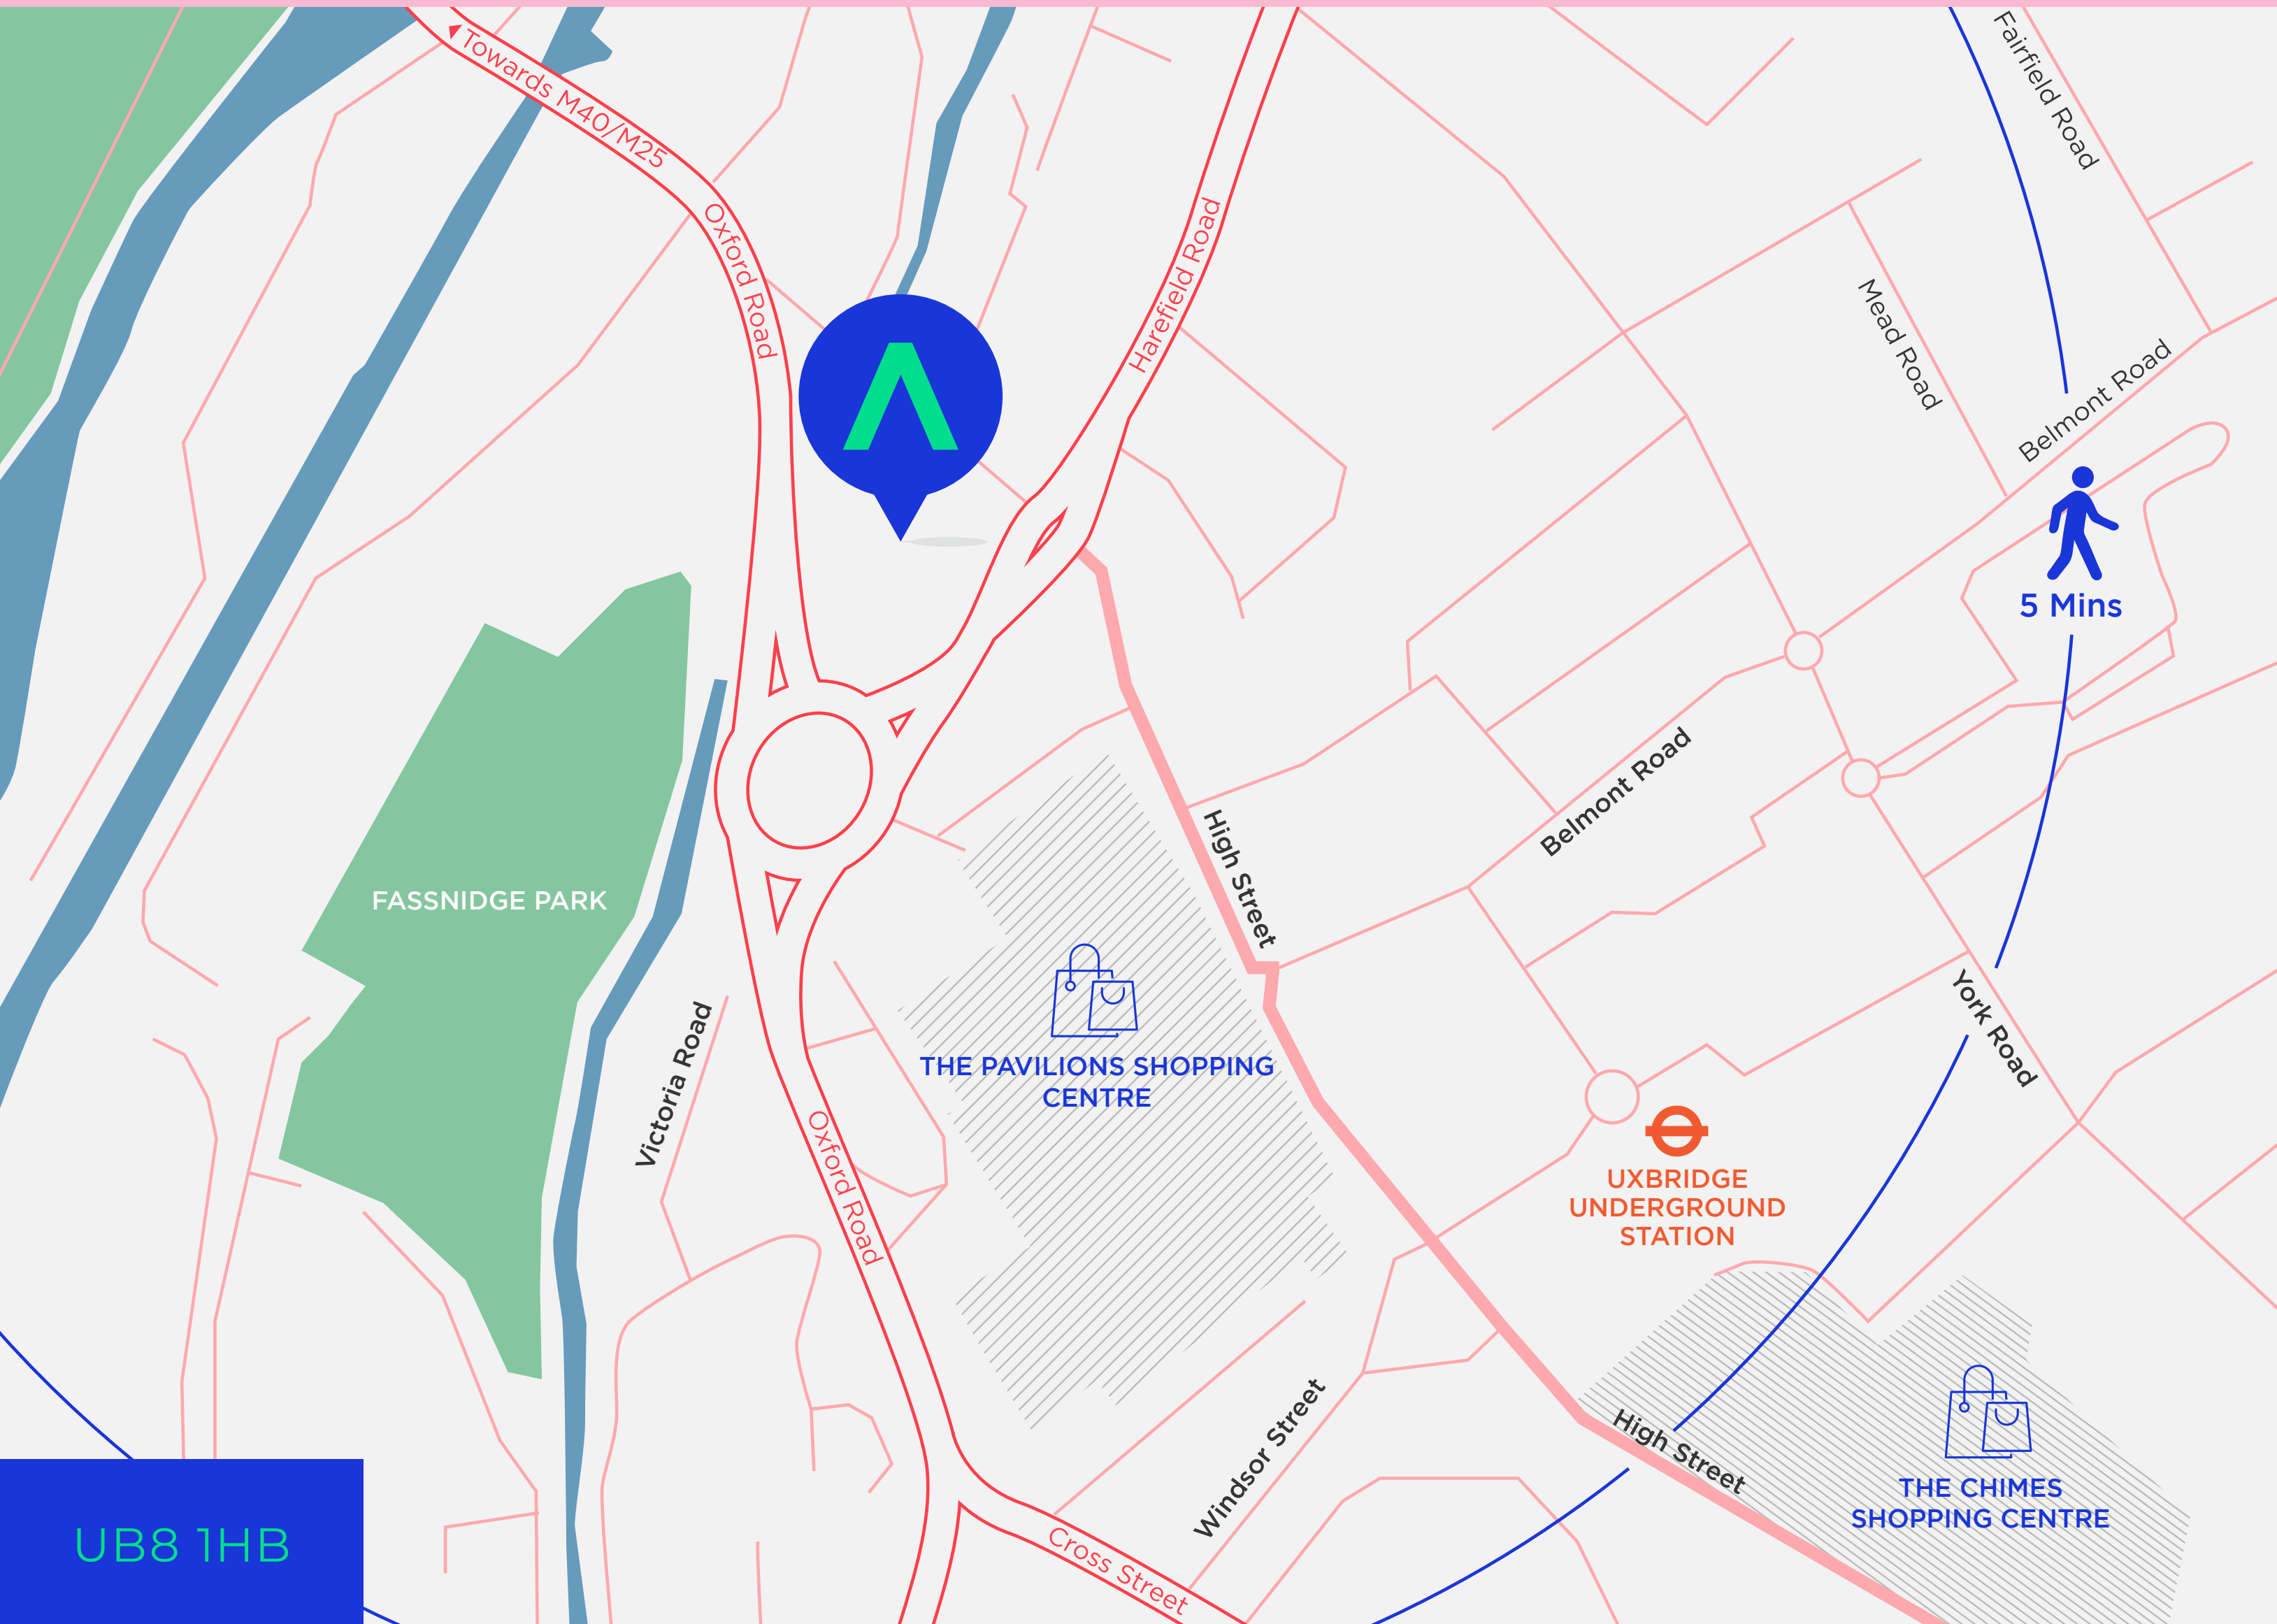 Towards M40/M25
Fairfield Road
Oxford Road
Harefield Road
Mead Road
Belmont Road
5 Mins
Belmont Road
High Street
FASSNIDGE PARK
Victoria Road
THE PAVILIONS SHOPPING
CENTRE
York Road
Oxford Road
UXBRIDGE
UNDERGROUND
STATION
Windsor Street
High Street
THE CHIMES
SHOPPING CENTRE
Cross Street
UB8 1HB